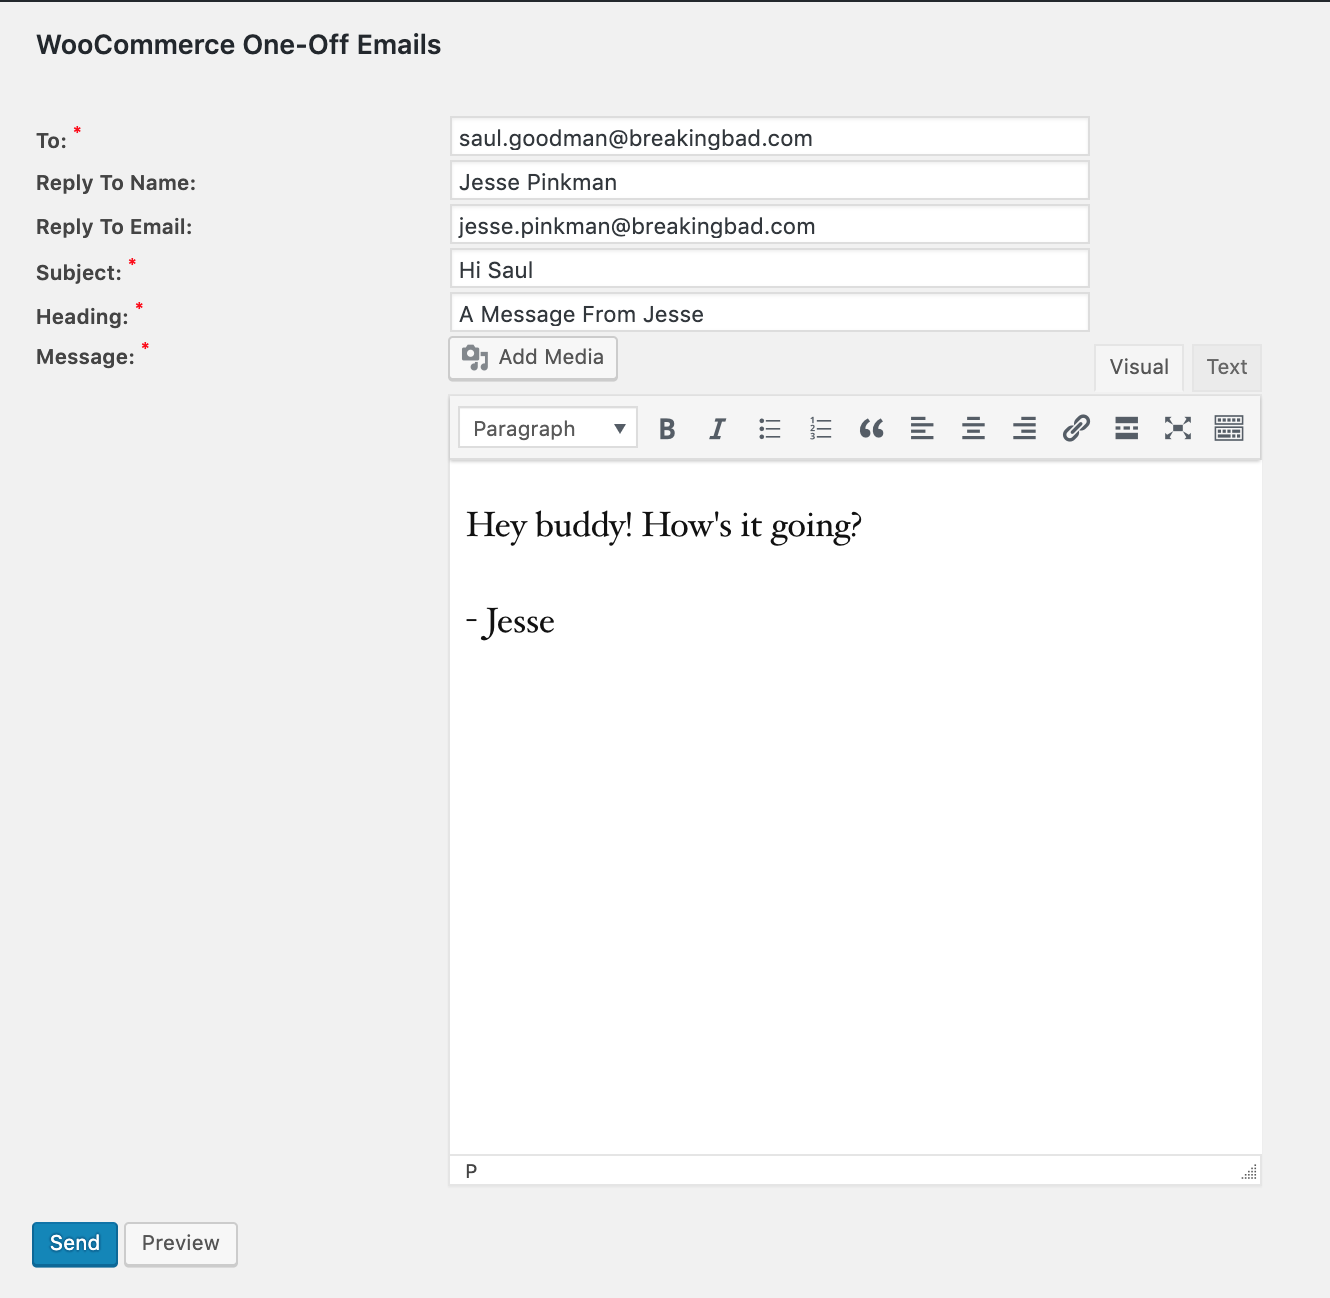 WooCommerce One-Off Emails
To: *
saul.goodman@breakingbad.com
Reply To Name:
Jesse Pinkman
Reply To Email:
jesse.pinkman@breakingbad.com
Subject: *
Hi Saul
Heading: *
A Message From Jesse
Message: *
Add Media
Visual
Text
Paragraph
Hey buddy! How's it going?
- Jesse
P
Send
Preview